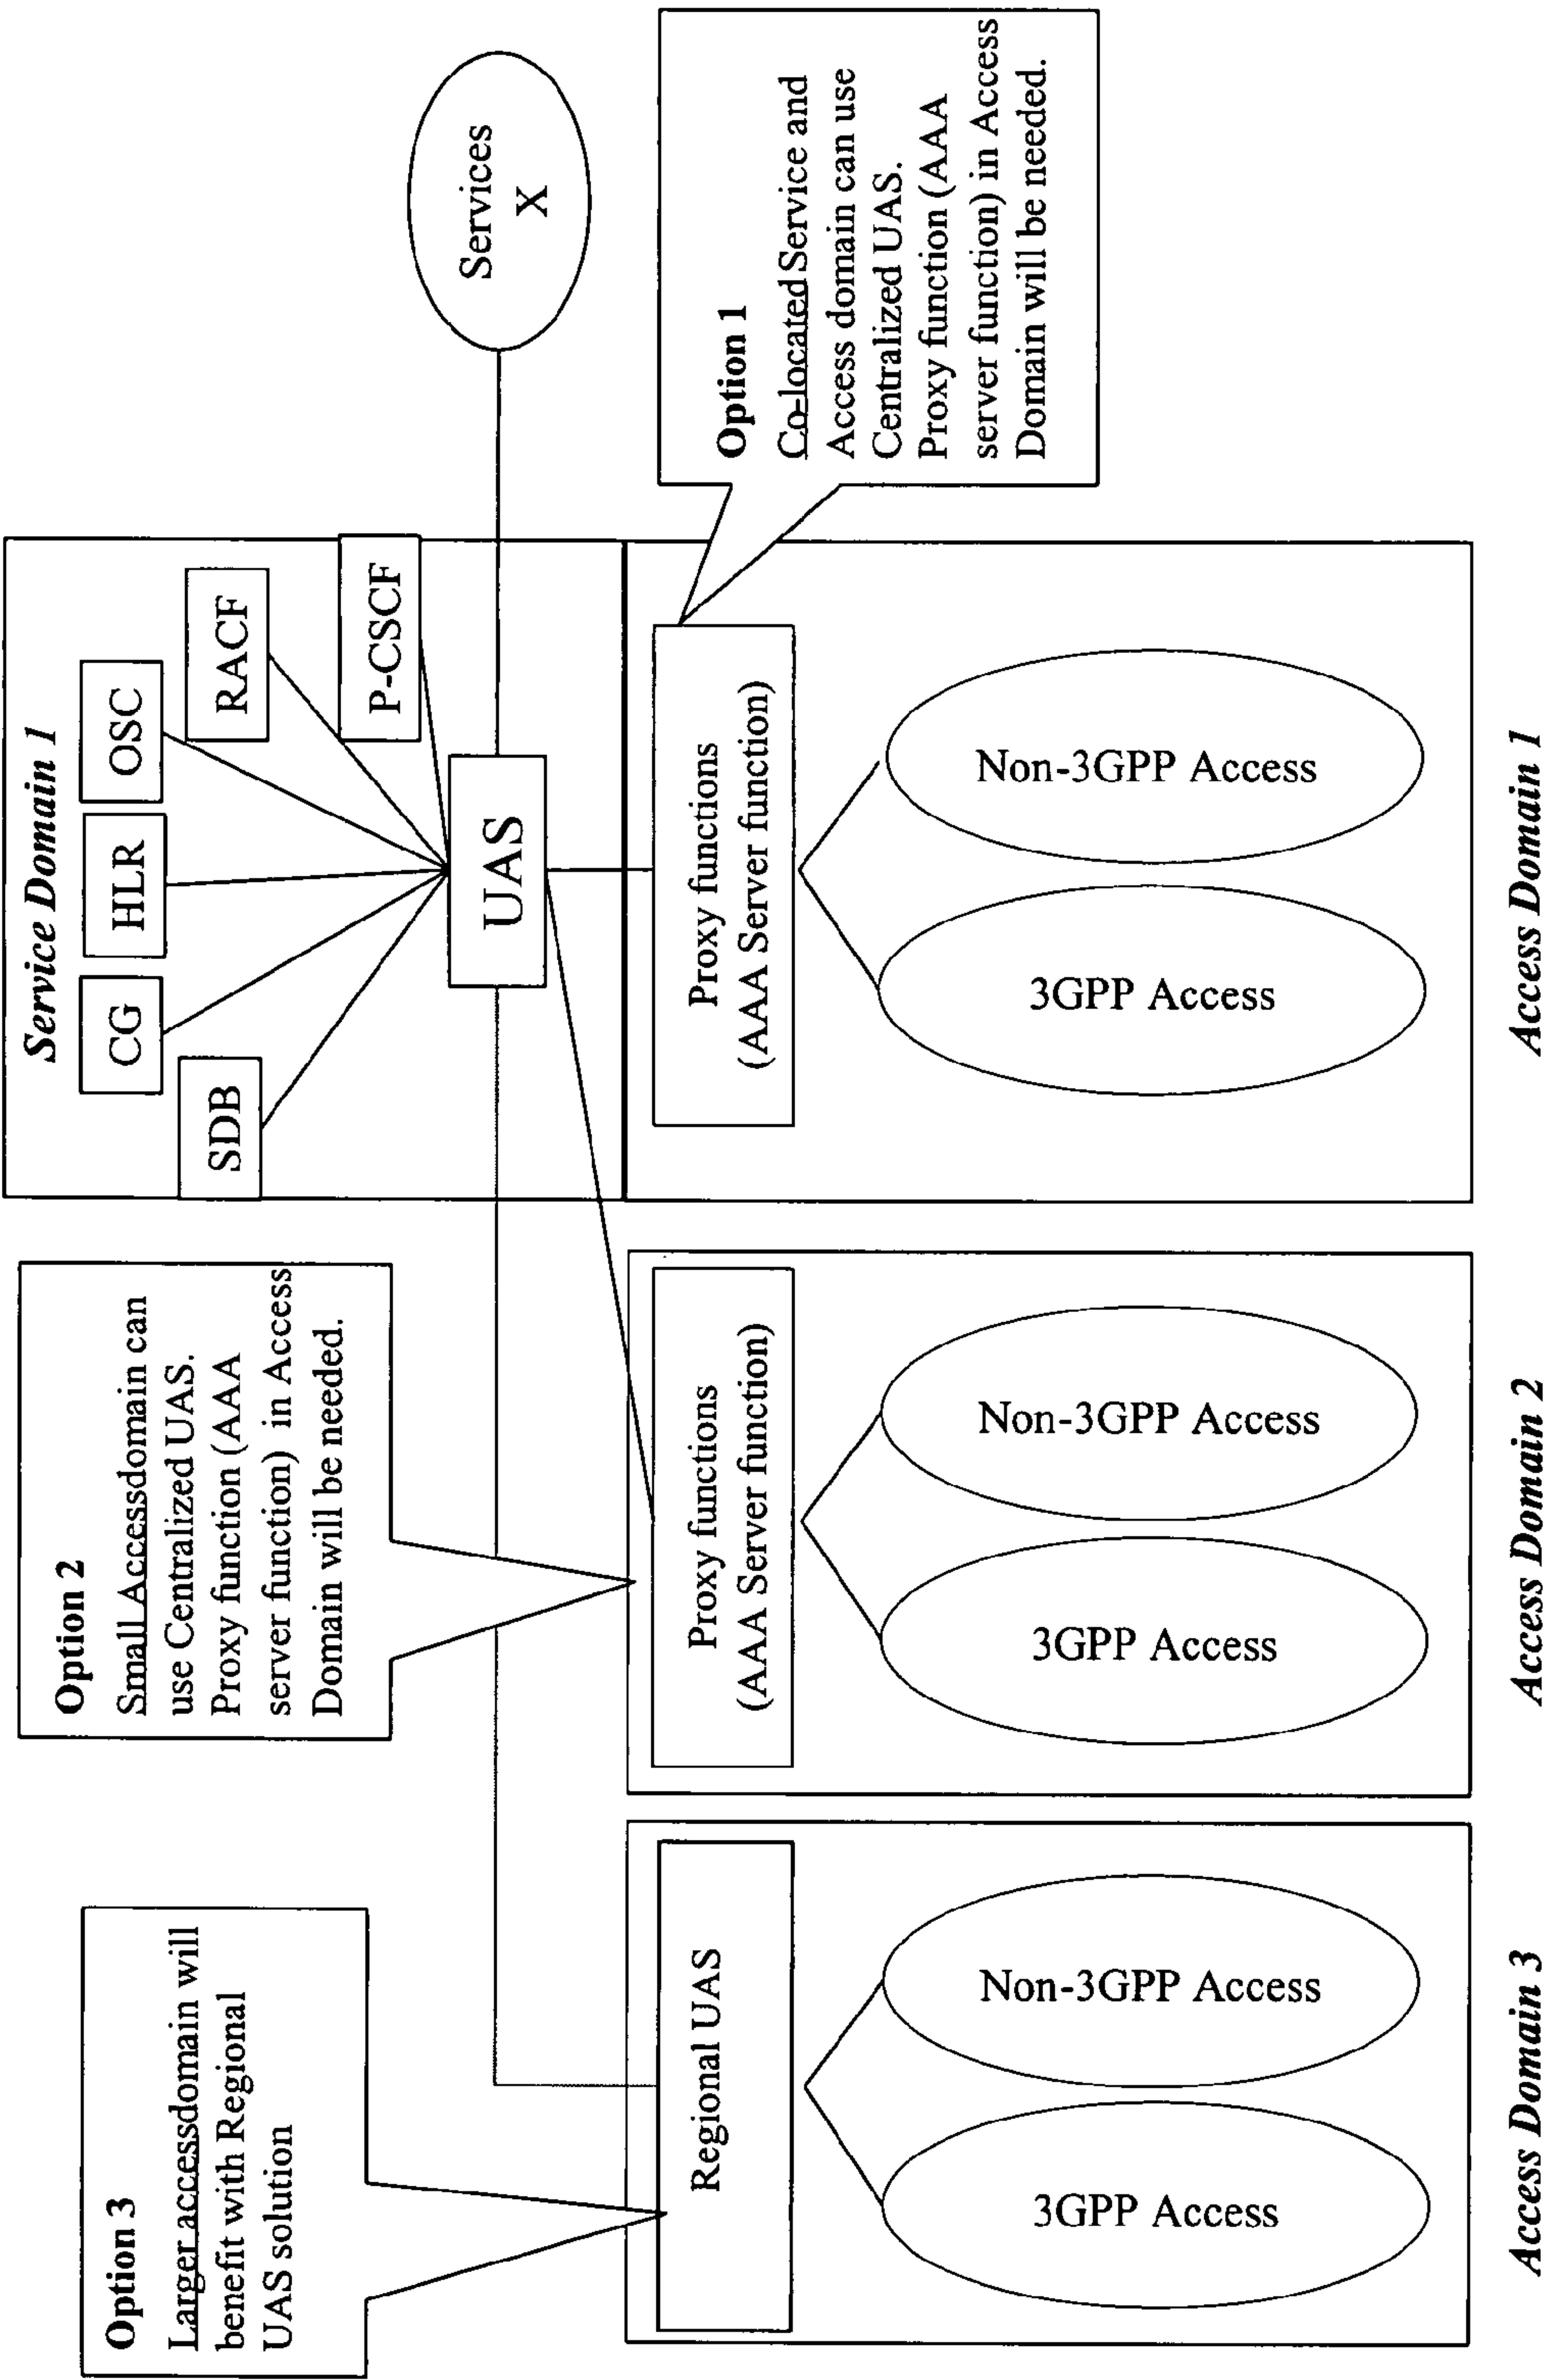 Option 3
Larger accessdomain will
benefit with Regional
UAS solution
Option 2
Small Accessdomain can
use Centralized UAS.
Proxy function (AAA
server function) in Access
Domain will be needed.
Service Domain 1
SDB
CG
HLR
OSC
RACF
P-CSCF
UAS
Services
X
Option 1
Co-located Service and
Access domain can use
Centralized UAS.
Proxy function (AAA
server function) in Access
Domain will be needed.
Regional UAS
3GPP Access
Non-3GPP Access
Access Domain 3
Proxy functions
(AAA Server function)
3GPP Access
Non-3GPP Access
Access Domain 2
Proxy functions
(AAA Server function)
3GPP Access
Non-3GPP Access
Access Domain 1